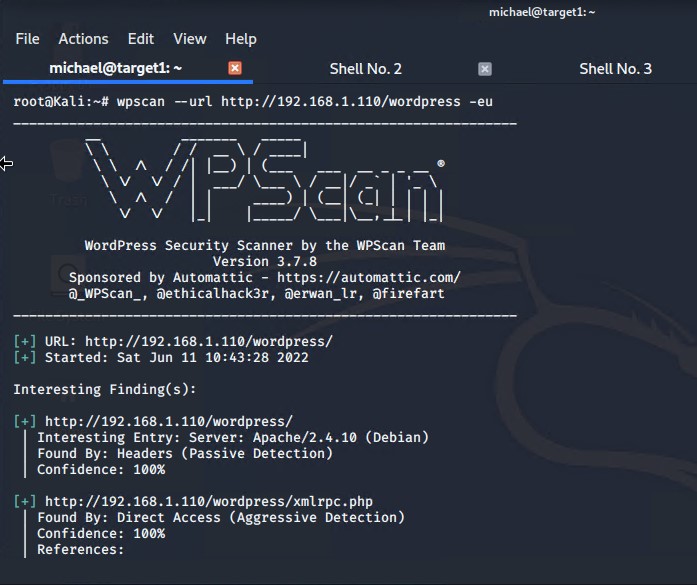 michael@target1: ~
File Actions Edit View Help
michael@target1: ~ Shell No. 2 Shell No. 3
root@Kali:~# wpscan --url http://192.168.1.110/wordpress -eu
WPScan ®
WordPress Security Scanner by the WPScan Team
Version 3.7.8
Sponsored by Automattic - https://automattic.com/
@_WPScan_, @ethicalhack3r, @erwan_lr, @firefart
[+] URL: http://192.168.1.110/wordpress/
[+] Started: Sat Jun 11 10:43:28 2022
Interesting Finding(s):
[+] http://192.168.1.110/wordpress/
| Interesting Entry: Server: Apache/2.4.10 (Debian)
| Found By: Headers (Passive Detection)
| Confidence: 100%
[+] http://192.168.1.110/wordpress/xmlrpc.php
| Found By: Direct Access (Aggressive Detection)
| Confidence: 100%
| References: